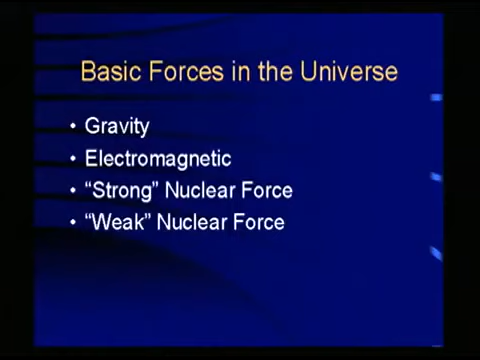 Basic Forces in the Universe
• Gravity
• Electromagnetic
• “Strong” Nuclear Force
• “Weak” Nuclear Force